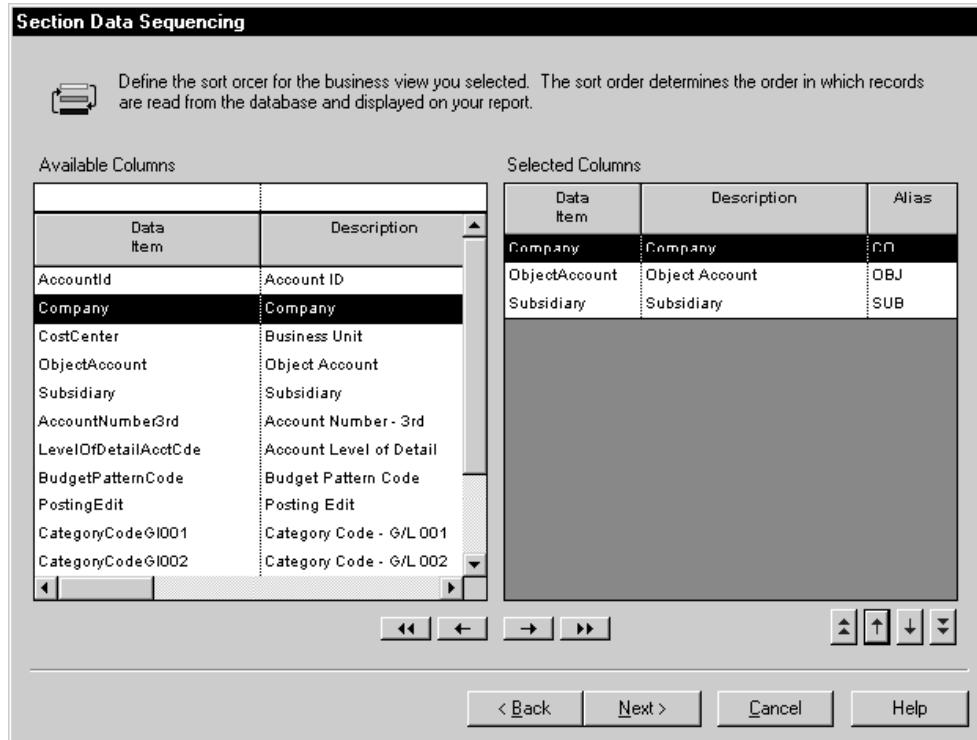 Section Data Sequencing
Define the sort orcer for the business view you selected. The sort order determines the order in which records
are read from the database and displayed on your report.
Available Columns
Data
Item
Description
AccountId Account ID
Company Company
CostCenter Business Unit
ObjectAccount Object Account
Subsidiary Subsidiary
AccountNumber3rd Account Number - 3rd
LevelOfDetailAcctCde Account Level of Detail
BudgetPatternCode Budget Pattern Code
PostingEdit Posting Edit
CategoryCodeGl001 Category Code - G/L 001
CategoryCodeGl002 Category Code - G/L 002
Selected Columns
Data
Item
Description
Alias
Company Company CO
ObjectAccount Object Account OBJ
Subsidiary Subsidiary SUB
< Back
Next >
Cancel
Help